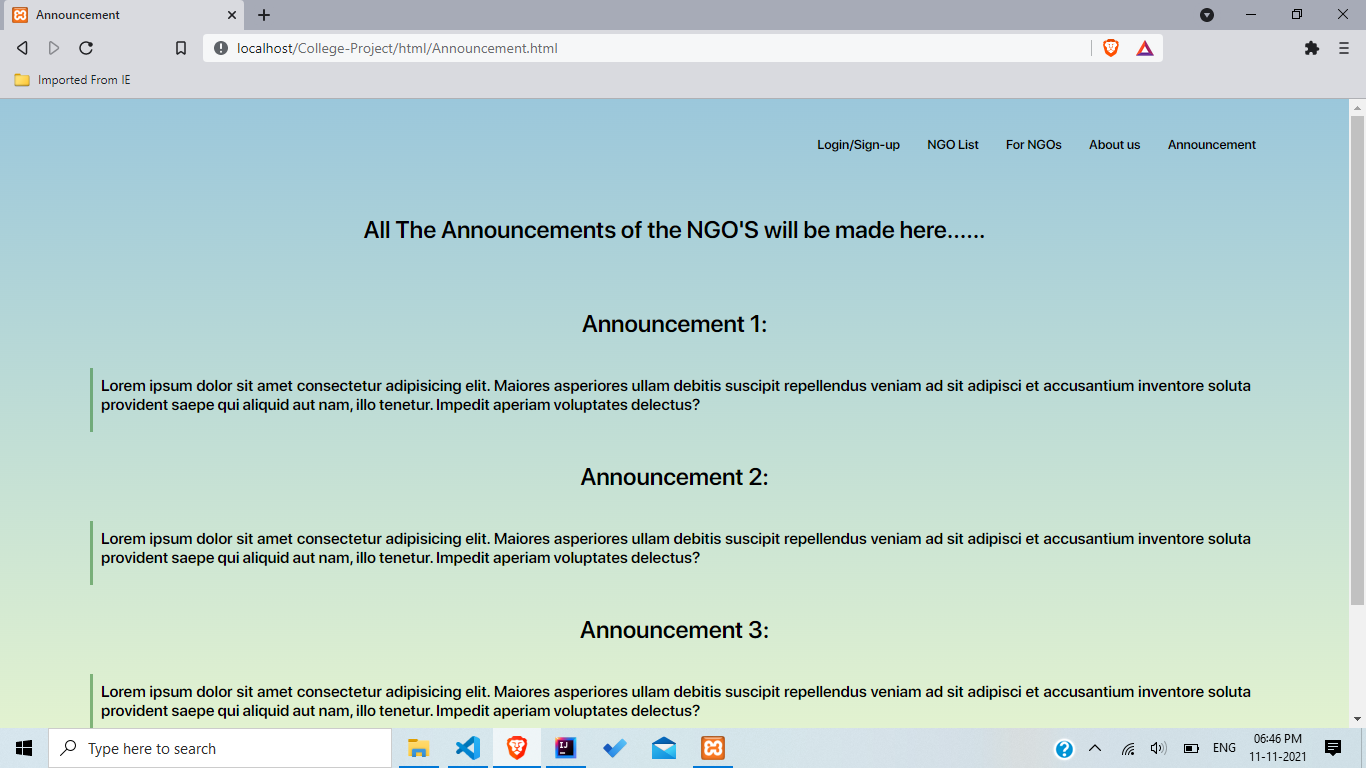 Announcement
localhost/College-Project/html/Announcement.html
Imported From IE
Login/Sign-up NGO List For NGOs About us Announcement
All The Announcements of the NGO'S will be made here......
Announcement 1:
Lorem ipsum dolor sit amet consectetur adipisicing elit. Maiores asperiores ullam debitis suscipit repellendus veniam ad sit adipisci et accusantium inventore soluta
provident saepe qui aliquid aut nam, illo tenetur. Impedit aperiam voluptates delectus?
Announcement 2:
Lorem ipsum dolor sit amet consectetur adipisicing elit. Maiores asperiores ullam debitis suscipit repellendus veniam ad sit adipisci et accusantium inventore soluta
provident saepe qui aliquid aut nam, illo tenetur. Impedit aperiam voluptates delectus?
Announcement 3:
Lorem ipsum dolor sit amet consectetur adipisicing elit. Maiores asperiores ullam debitis suscipit repellendus veniam ad sit adipisci et accusantium inventore soluta
provident saepe qui aliquid aut nam, illo tenetur. Impedit aperiam voluptates delectus?
Type here to search
IJ
ENG
06:46 PM
11-11-2021